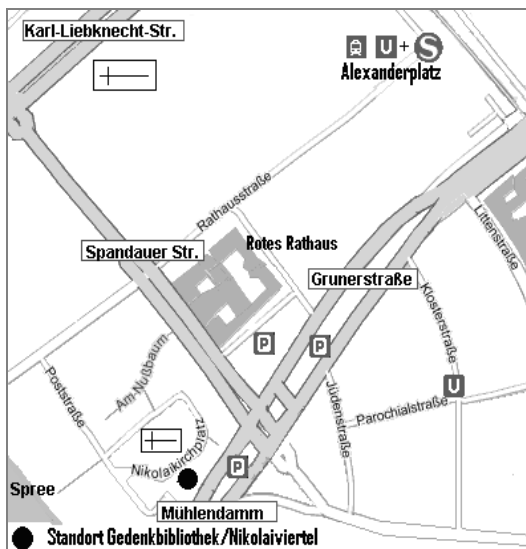 Karl-Liebknecht-Str.
U + S
Alexanderplatz
Rathausstraße
Littenstraße
Spandauer Str.
Rotes Rathaus
Grunerstraße
Klosterstraße
P
P
Am-Nußbaum
Poststraße
Jüdenstraße
U
Parochialstraße
Nikolaikirchplatz
P
Spree
Mühlendamm
Standort Gedenkbibliothek/Nikolaiviertel